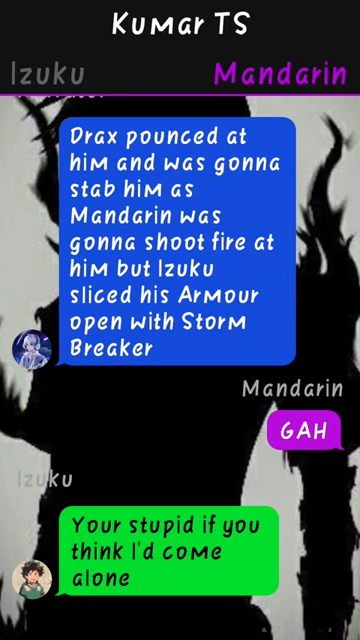 Kumar TS
Izuku
Mandarin
Drax pounced at
him and was gonna
stab him as
Mandarin was
gonna shoot fire at
him but Izuku
sliced his Armour
open with Storm
Breaker
Mandarin
GAH
Izuku
Your stupid if you
think I'd come
alone